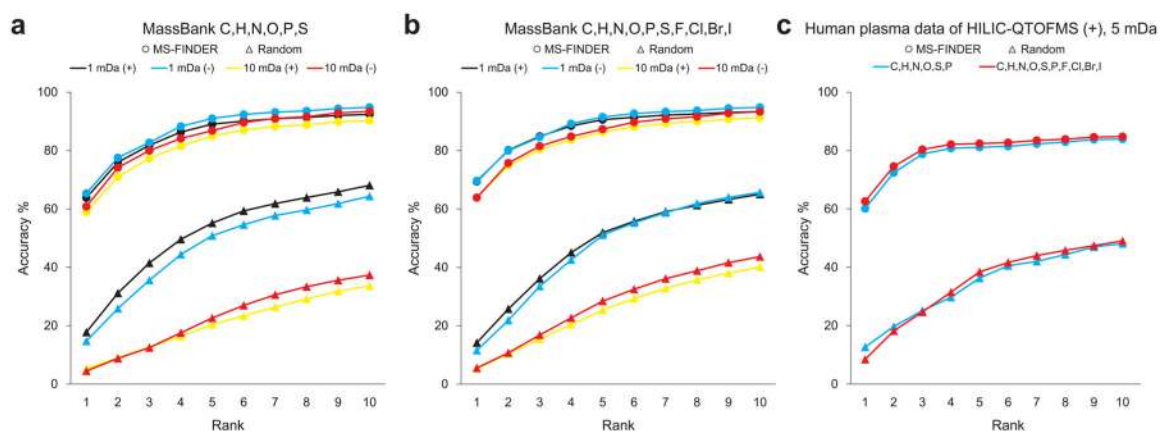 a
MassBank C,H,N,O,P,S
MS-FINDER Random
1 mDa (+) 1 mDa (-) 10 mDa (+) 10 mDa (-)
Accuracy %
100
80
60
40
20
0
1 2 3 4 5 6 7 8 9 10
Rank
b
MassBank C,H,N,O,P,S,F,Cl,Br,I
MS-FINDER Random
1 mDa (+) 1 mDa (-) 10 mDa (+) 10 mDa (-)
Accuracy %
100
80
60
40
20
0
1 2 3 4 5 6 7 8 9 10
Rank
c
Human plasma data of HILIC-QTOFMS (+), 5 mDa
MS-FINDER Random
C,H,N,O,S,P C,H,N,O,S,P,F,Cl,Br,I
Accuracy %
100
80
60
40
20
0
1 2 3 4 5 6 7 8 9 10
Rank